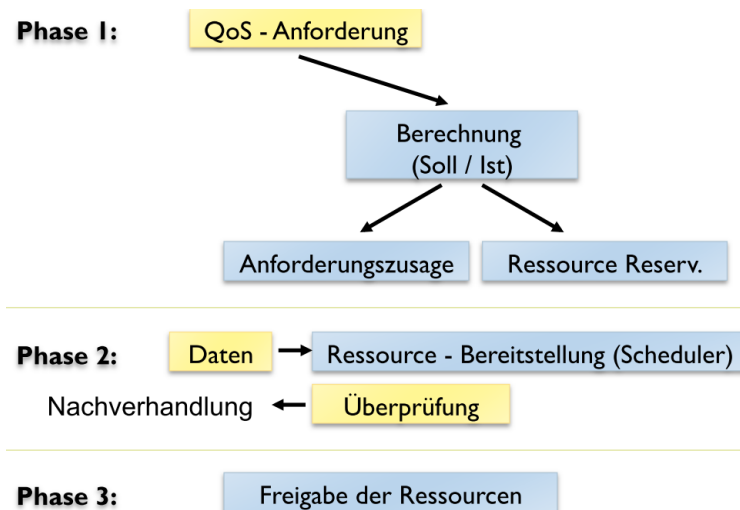 Phase 1:
QoS - Anforderung
Berechnung
(Soll / Ist)
Anforderungszusage
Ressource Reserv.
Phase 2:
Daten
Ressource - Bereitstellung (Scheduler)
Nachverhandlung
Überprüfung
Phase 3:
Freigabe der Ressourcen